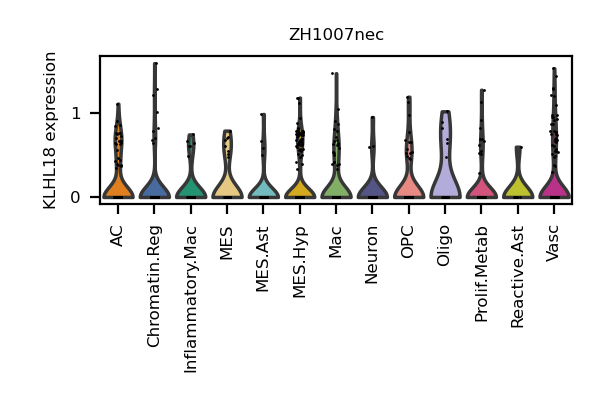 ZH1007nec
KLHL18 expression
1
0
AC
Chromatin.Reg
Inflammatory.Mac
MES
MES.Ast
MES.Hyp
Mac
Neuron
OPC
Oligo
Prolif.Metab
Reactive.Ast
Vasc